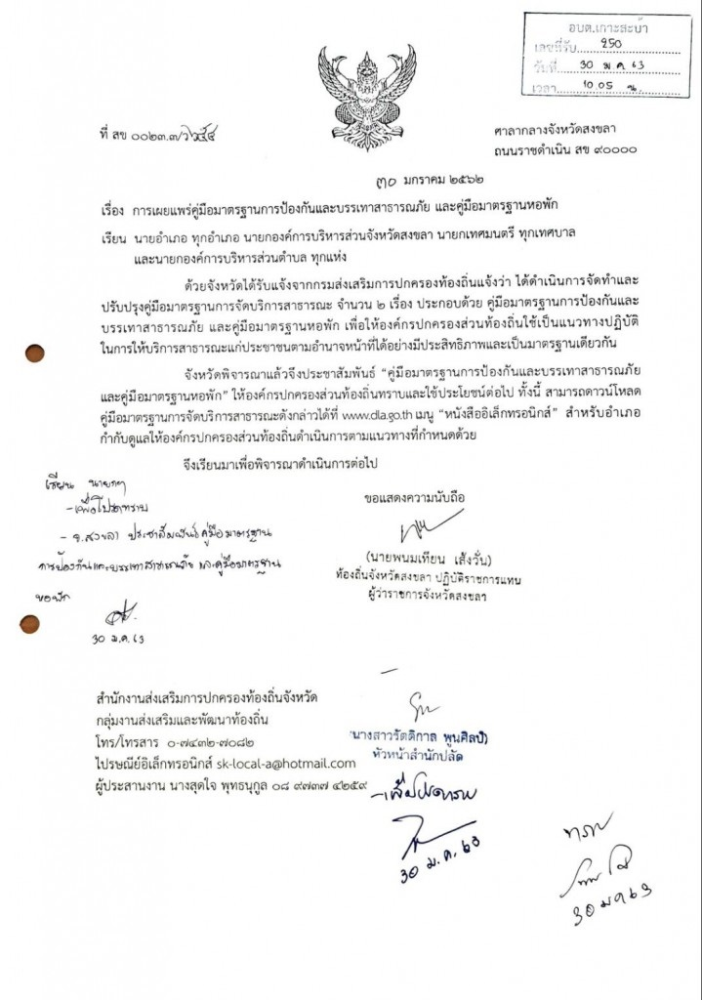 อบต.เกาะสะบ้า
เลขที่รับ 250
วันที่ 30 ม.ค. 63
เวลา 10.05 น.
ที่ สข ๐๐๒๓.๓/ว
ศาลากลางจังหวัดสงขลา
ถนนราชดำเนิน สข ๙๐๐๐๐
๓๐ มกราคม ๒๕๖๒
เรื่อง การเผยแพร่คู่มือมาตรฐานการป้องกันและบรรเทาสาธารณภัย และคู่มือมาตรฐานหอพัก
เรียน นายอำเภอ ทุกอำเภอ นายกองค์การบริหารส่วนจังหวัดสงขลา นายกเทศมนตรี ทุกเทศบาล
และนายกองค์การบริหารส่วนตำบล ทุกแห่ง
ด้วยจังหวัดได้รับแจ้งจากกรมส่งเสริมการปกครองท้องถิ่นแจ้งว่า ได้ดำเนินการจัดทำและ
ปรับปรุงคู่มือมาตรฐานการจัดบริการสาธารณะ จำนวน ๒ เรื่อง ประกอบด้วย คู่มือมาตรฐานการป้องกันและ
บรรเทาสาธารณภัย และคู่มือมาตรฐานหอพัก เพื่อให้องค์กรปกครองส่วนท้องถิ่นใช้เป็นแนวทางปฏิบัติ
ในการให้บริการสาธารณะแก่ประชาชนตามอำนาจหน้าที่ได้อย่างมีประสิทธิภาพและเป็นมาตรฐานเดียวกัน
จังหวัดพิจารณาแล้วจึงประชาสัมพันธ์ “คู่มือมาตรฐานการป้องกันและบรรเทาสาธารณภัย
และคู่มือมาตรฐานหอพัก” ให้องค์กรปกครองส่วนท้องถิ่นทราบและใช้ประโยชน์ต่อไป ทั้งนี้ สามารถดาวน์โหลด
คู่มือมาตรฐานการจัดบริการสาธารณะดังกล่าวได้ที่ www.dla.go.th เมนู “หนังสืออิเล็กทรอนิกส์” สำหรับอำเภอ
กำกับดูแลให้องค์กรปกครองส่วนท้องถิ่นดำเนินการตามแนวทางที่กำหนดด้วย
จึงเรียนมาเพื่อพิจารณาดำเนินการต่อไป
เรียน นายกฯ
-เพื่อโปรดทราบ
- จ.สงขลา ประชาสัมพันธ์คู่มือมาตรฐาน
การป้องกันและบรรเทาสาธารณภัย และคู่มือมาตรฐาน
หอพัก
30 ม.ค. 63
ขอแสดงความนับถือ
(นายพนมเทียน เส้งวั่น)
ท้องถิ่นจังหวัดสงขลา ปฏิบัติราชการแทน
ผู้ว่าราชการจังหวัดสงขลา
สำนักงานส่งเสริมการปกครองท้องถิ่นจังหวัด
กลุ่มงานส่งเสริมและพัฒนาท้องถิ่น
โทร/โทรสาร ๐-๗๔๓๒-๗๐๘๒
ไปรษณีย์อิเล็กทรอนิกส์ sk-local-a@hotmail.com
ผู้ประสานงาน นางสุดใจ พุทธนุกูล ๐๘ ๙๗๓๗ ๔๒๕๙
(นางสาวรัตติกาล พูนศิลป์)
หัวหน้าสำนักปลัด
-เพื่อโปรดทราบ
30 ม.ค. 63
ทราบ
30 ม.ค 63